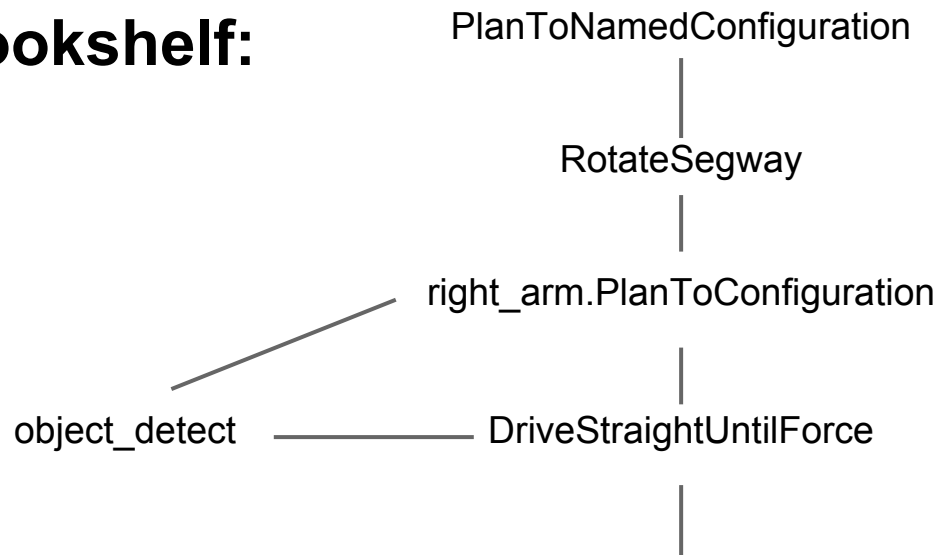 ookshelf:
PlanToNamedConfiguration
RotateSegway
right_arm.PlanToConfiguration
object_detect
DriveStraightUntilForce